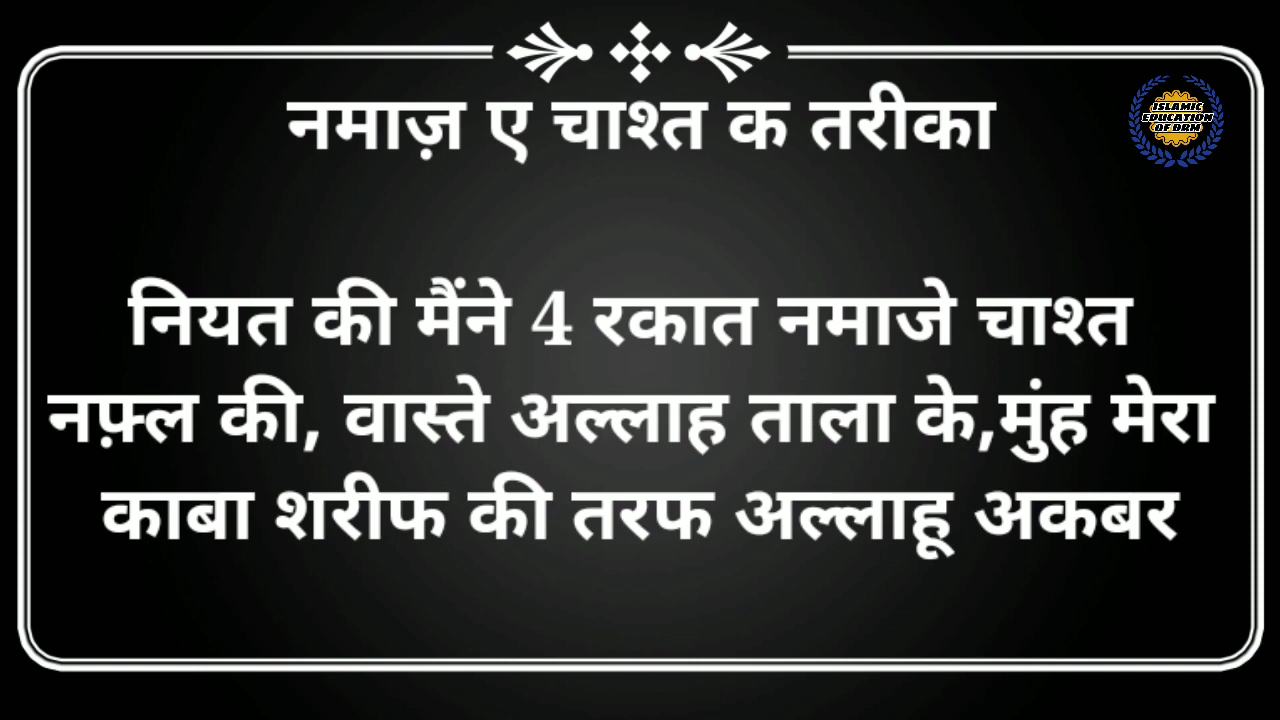 नमाज़ ए चाश्त क तरीका
ISLAMIC
EDUCATION
OF DRM
नियत की मैंने 4 रकात नमाजे चाश्त
नफ़्ल की, वास्ते अल्लाह ताला के,मुंह मेरा
काबा शरीफ की तरफ अल्लाहू अकबर